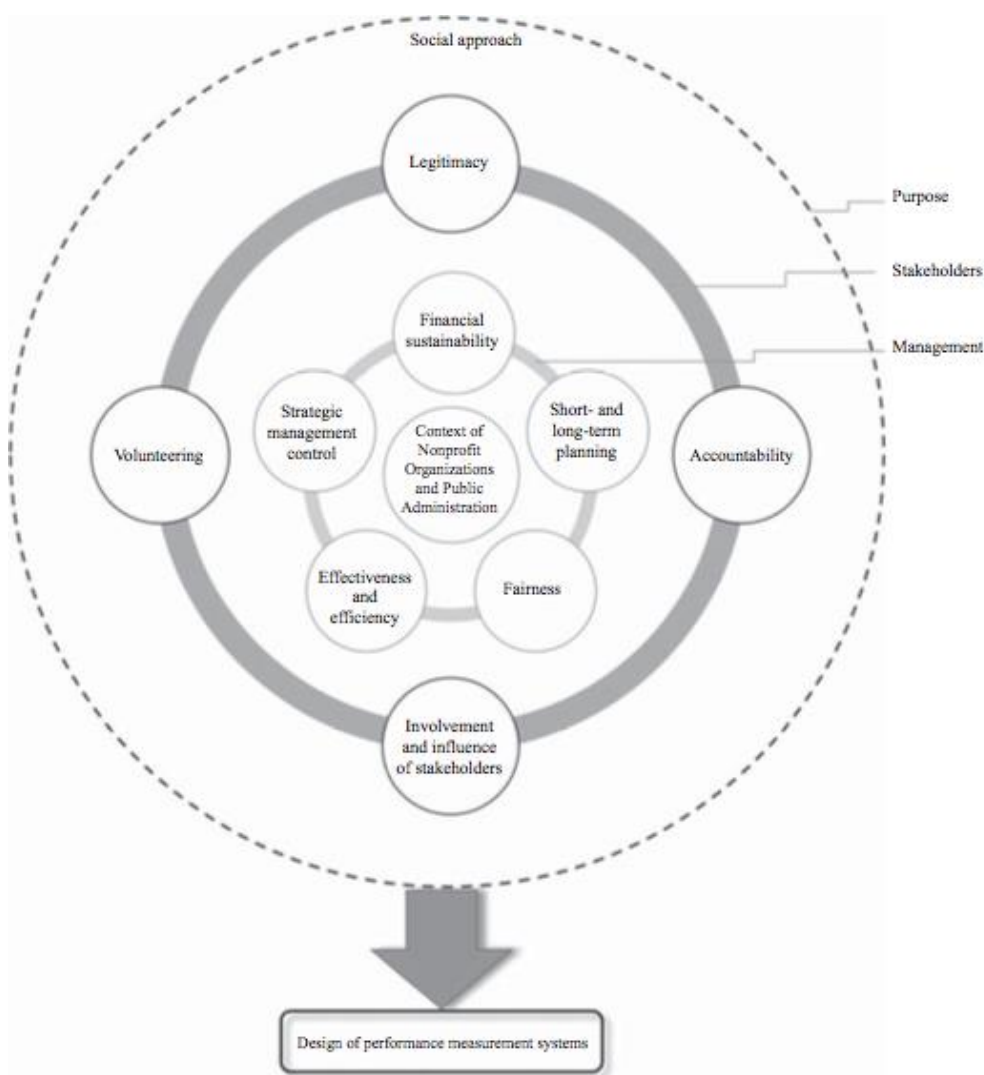 Social approach
Legitimacy
Purpose
Stakeholders
Management
Financial
sustainability
Strategic
management
control
Short- and
long-term
planning
Context of
Nonprofit
Organizations
and Public
Administration
Volunteering
Accountability
Effectiveness
and
efficiency
Fairness
Involvement
and influence
of stakeholders
Design of performance measurement systems